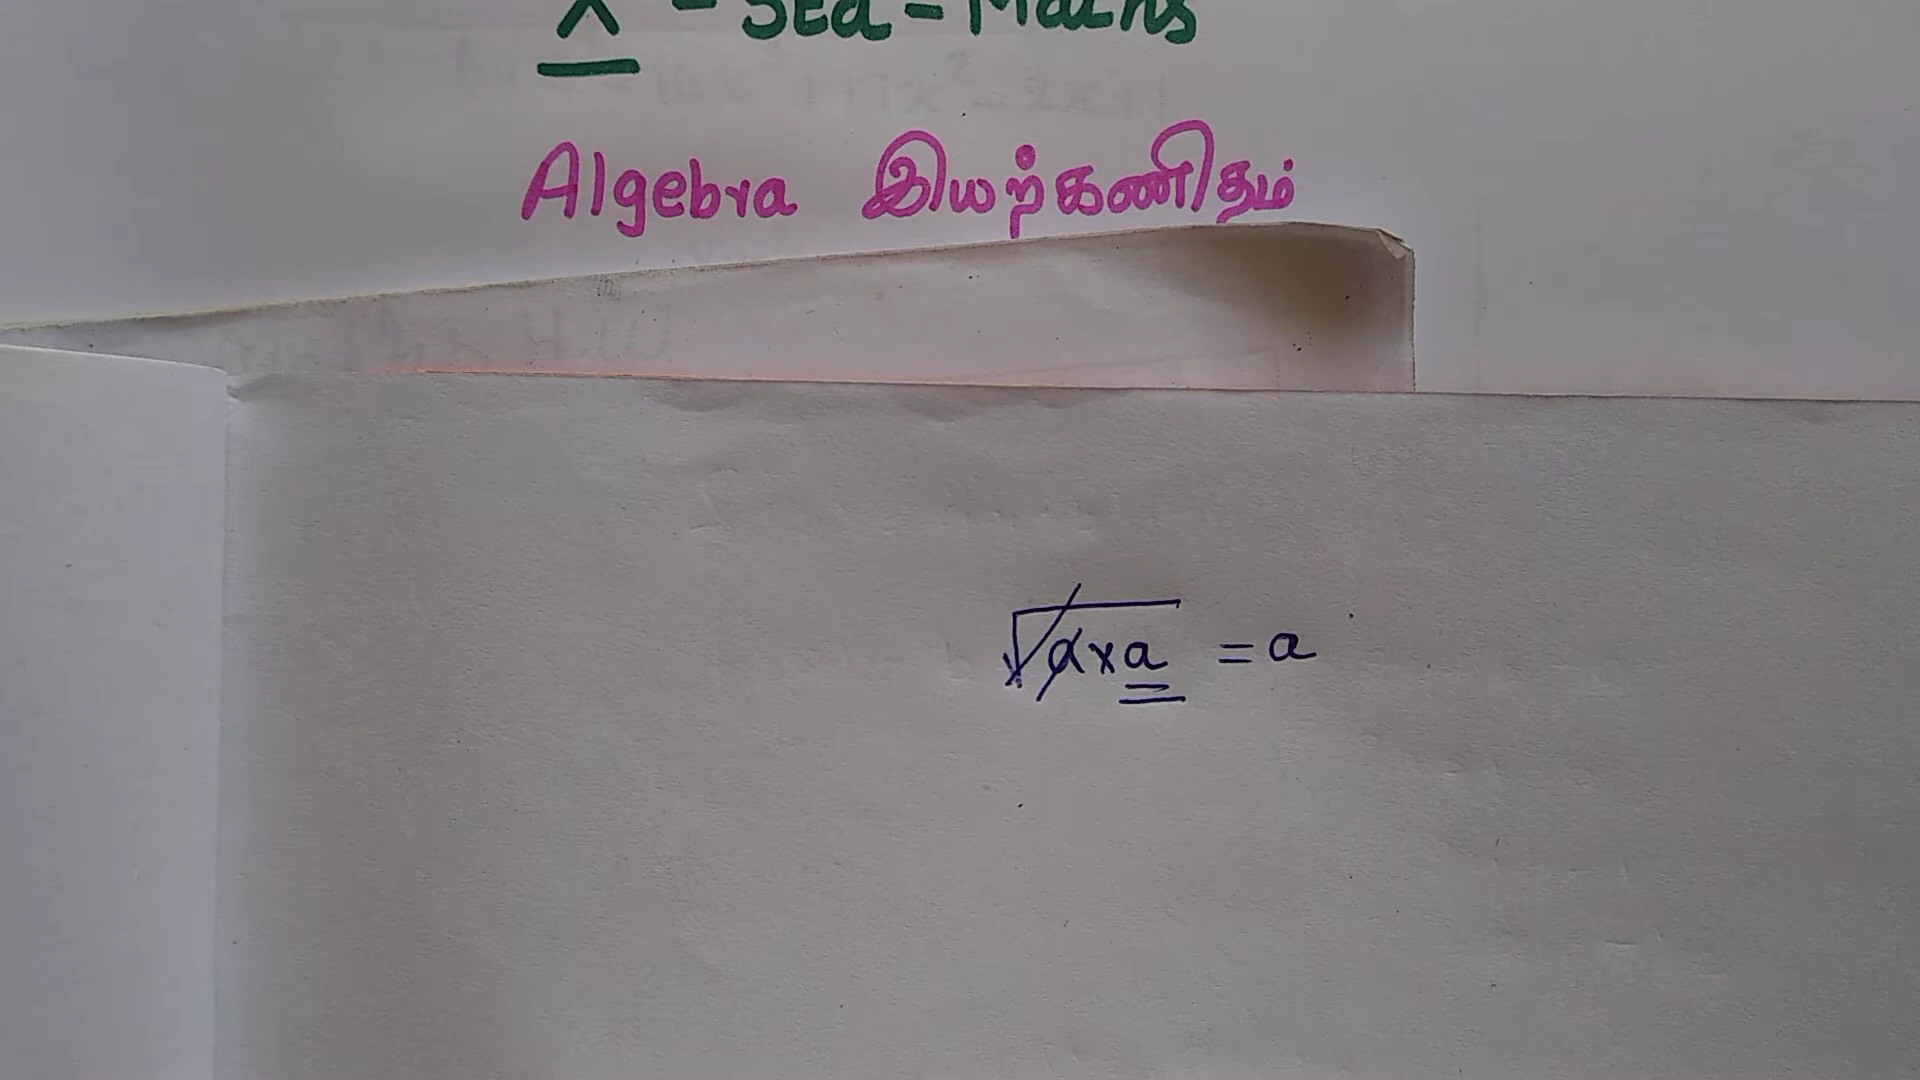 X - Std - Maths
Algebra இயற்கணிதம்
√a×a = a